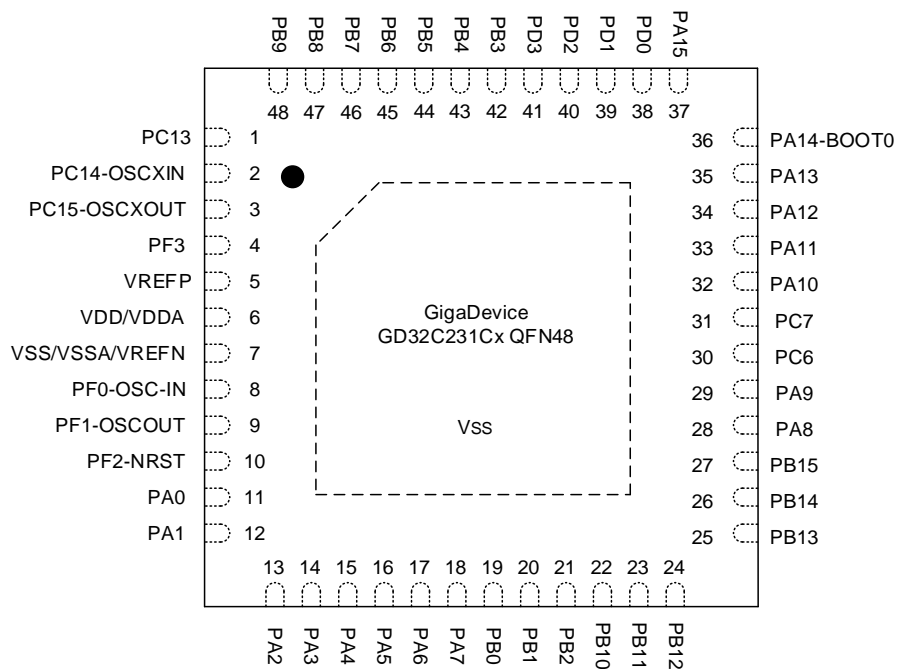 PB9 PB8 PB7 PB6 PB5 PB4 PB3 PD3 PD2 PD1 PD0 PA15
48 47 46 45 44 43 42 41 40 39 38 37
PC13 1 36 PA14-BOOT0
PC14-OSCXIN 2 35 PA13
PC15-OSCXOUT 3 34 PA12
PF3 4 33 PA11
VREFP 5 32 PA10
VDD/VDDA 6 31 PC7
VSS/VSSA/VREFN 7 30 PC6
PF0-OSC-IN 8 29 PA9
PF1-OSCOUT 9 28 PA8
PF2-NRST 10 27 PB15
PA0 11 26 PB14
PA1 12 25 PB13
GigaDevice
GD32C231Cx QFN48
VSS
13 14 15 16 17 18 19 20 21 22 23 24
PA2 PA3 PA4 PA5 PA6 PA7 PB0 PB1 PB2 PB10 PB11 PB12